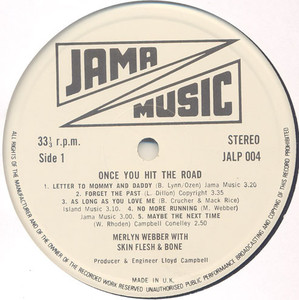 JAMA
MUSIC
33⅓ r.p.m.
STEREO
Side 1
JALP 004
ONCE YOU HIT THE ROAD
1. LETTER TO MOMMY AND DADDY (B. Lynn/Ozen) Jama Music 3.20
2. FORGET THE PAST (L. Dillon) Copyright 3.35
3. AS LONG AS YOU LOVE ME (B. Crucher & Mack Rice)
Island Music 3.10. 4. NO MORE RUNNING (M. Webber)
Jama Music 3.00. 5. MAYBE THE NEXT TIME
(W. Rhoden) Campbell Conelley 3.30
MERLYN WEBBER WITH
SKIN FLESH & BONE
Producer & Engineer Lloyd Campbell
Made in U.K.
ALL RIGHTS OF THE MANUFACTURER AND OF THE OWNER OF THE RECORDED WORK RESERVED UNAUTHORISED PUBLIC PERFORMANCE BROADCASTING AND COPYING OF THIS RECORD PROHIBITED